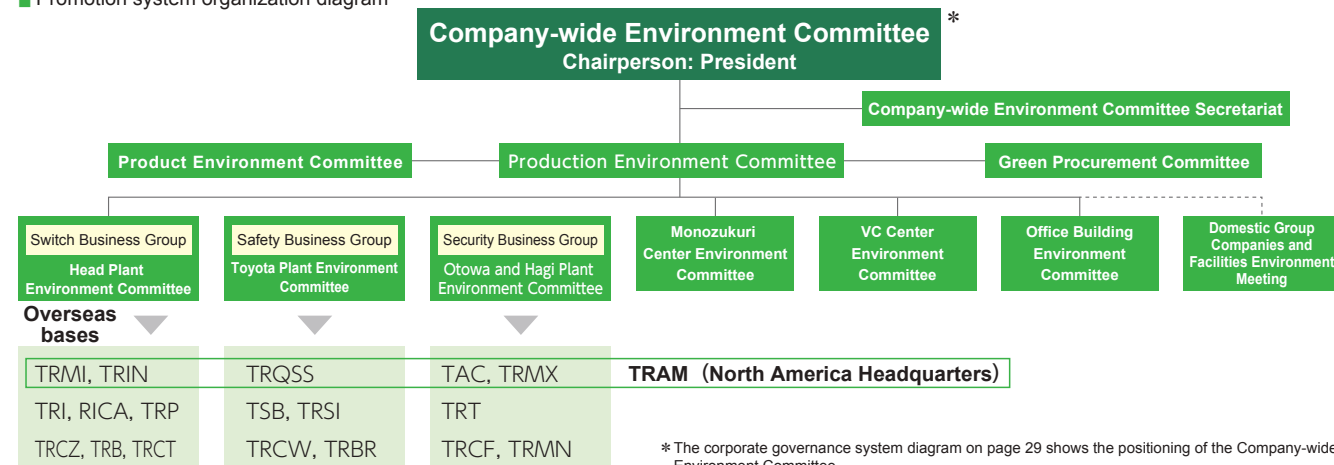 Promotion system organization diagram
Company-wide Environment Committee
*
Chairperson: President
Company-wide Environment Committee Secretariat
Product Environment Committee
Production Environment Committee
Green Procurement Committee
Switch Business Group
Head Plant
Environment Committee
Safety Business Group
Toyota Plant Environment
Committee
Security Business Group
Otowa and Hagi Plant
Environment Committee
Monozukuri
Center Environment
Committee
VC Center
Environment
Committee
Office Building
Environment
Committee
Domestic Group
Companies and
Facilities Environment
Meeting
Overseas
bases
TRMI, TRIN
TRQSS
TAC, TRMX
TRAM (North America Headquarters)
TRI, RICA, TRP
TSB, TRSI
TRT
TRCZ, TRB, TRCT
TRCW, TRBR
TRCF, TRMN
* The corporate governance system diagram on page 29 shows the positioning of the Company-wide
Environment Committee